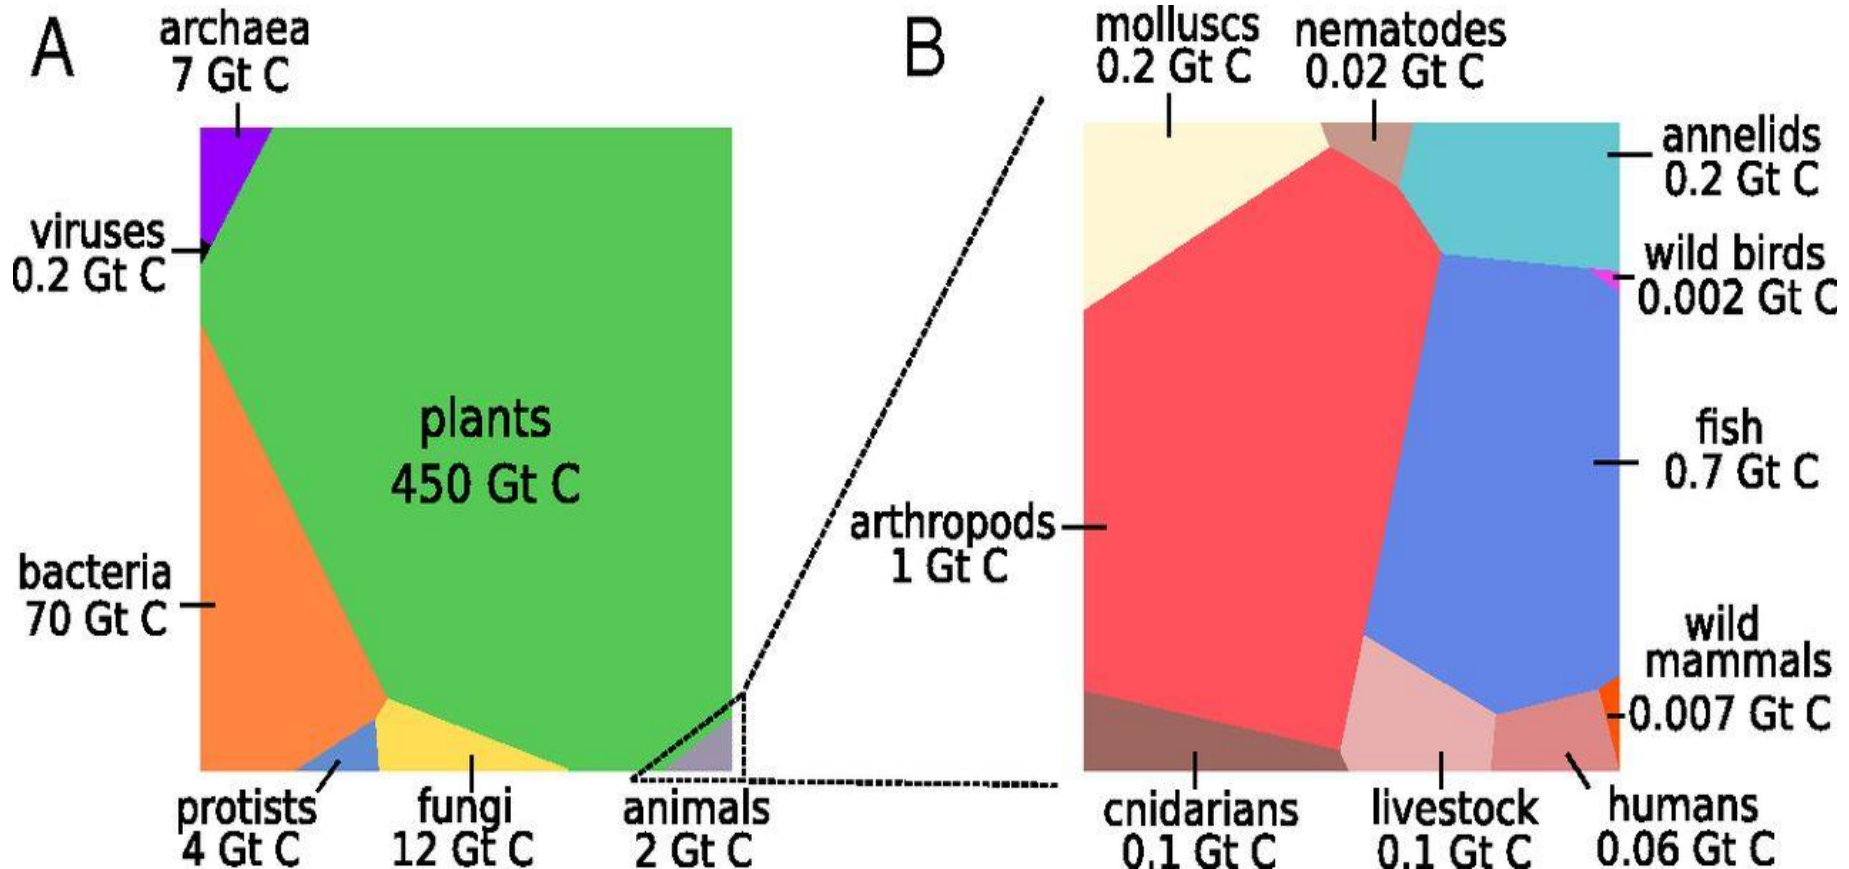 A
archaea
7 Gt C
viruses
0.2 Gt C
plants
450 Gt C
bacteria
70 Gt C
protists
4 Gt C
fungi
12 Gt C
animals
2 Gt C
B
molluscs
0.2 Gt C
nematodes
0.02 Gt C
annelids
0.2 Gt C
wild birds
0.002 Gt C
fish
0.7 Gt C
arthropods
1 Gt C
wild
mammals
0.007 Gt C
cnidarians
0.1 Gt C
livestock
0.1 Gt C
humans
0.06 Gt C